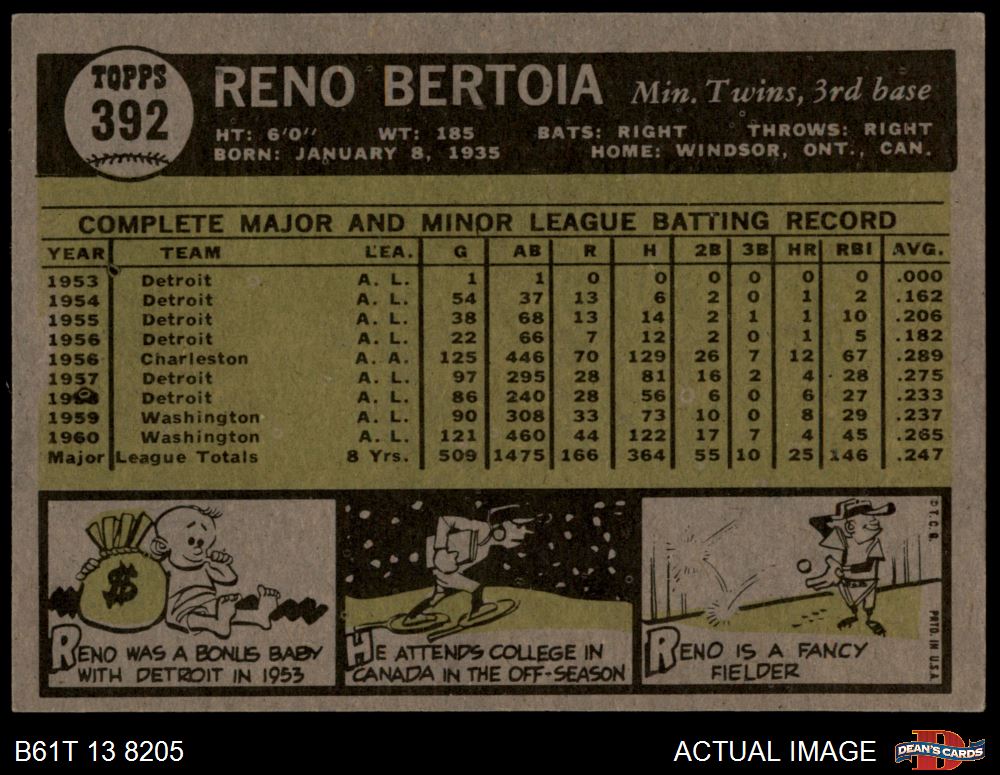 TOPPS
392
RENO BERTOIA Min. Twins, 3rd base
HT: 6'0" WT: 185 BATS: RIGHT THROWS: RIGHT
BORN: JANUARY 8, 1935 HOME: WINDSOR, ONT., CAN.
COMPLETE MAJOR AND MINOR LEAGUE BATTING RECORD
YEAR TEAM LEA. G AB R H 2B 3B HR RBI AVG.
1953 Detroit A. L. 1 1 0 0 0 0 0 0 .000
1954 Detroit A. L. 54 37 13 6 2 0 1 2 .162
1955 Detroit A. L. 38 68 13 14 2 1 1 10 .206
1956 Detroit A. L. 22 66 7 12 2 0 1 5 .182
1956 Charleston A. A. 125 446 70 129 26 7 12 67 .289
1957 Detroit A. L. 97 295 28 81 16 2 4 28 .275
1958 Detroit A. L. 86 240 28 56 6 0 6 27 .233
1959 Washington A. L. 90 308 33 73 10 0 8 29 .237
1960 Washington A. L. 121 460 44 122 17 7 4 45 .265
Major League Totals 8 Yrs. 509 1475 166 364 55 10 25 146 .247
$
RENO WAS A BONUS BABY
WITH DETROIT IN 1953
HE ATTENDS COLLEGE IN
CANADA IN THE OFF-SEASON
RENO IS A FANCY
FIELDER
© T.C.G.
PRTD. IN U.S.A.
B61T 13 8205
ACTUAL IMAGE
D
DEAN'S CARDS